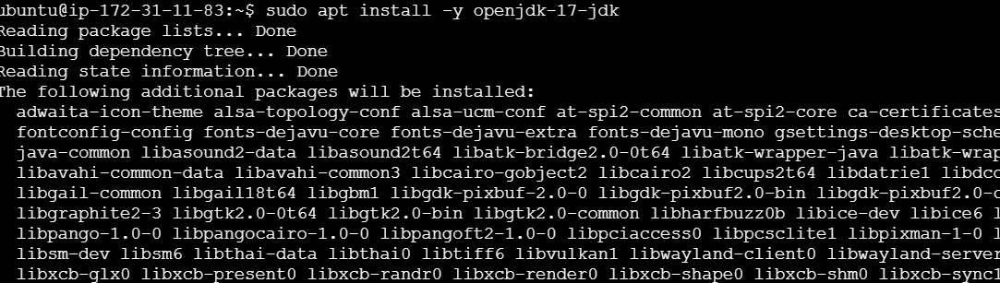 ubuntu@ip-172-31-11-83:~$ sudo apt install -y openjdk-17-jdk
Reading package lists... Done
Building dependency tree... Done
Reading state information... Done
The following additional packages will be installed:
adwaita-icon-theme alsa-topology-conf alsa-ucm-conf at-spi2-common at-spi2-core ca-certificates
fontconfig-config fonts-dejavu-core fonts-dejavu-extra fonts-dejavu-mono gsettings-desktop-sche
java-common libasound2-data libasound2t64 libatk-bridge2.0-0t64 libatk-wrapper-java libatk-wrap
libavahi-common-data libavahi-common3 libcairo-gobject2 libcairo2 libcups2t64 libdatrie1 libdco
libgail-common libgail18t64 libgbm1 libgdk-pixbuf-2.0-0 libgdk-pixbuf2.0-bin libgdk-pixbuf2.0-c
libgraphite2-3 libgtk2.0-0t64 libgtk2.0-bin libgtk2.0-common libharfbuzz0b libice-dev libice6 l
libpango-1.0-0 libpangocairo-1.0-0 libpangoft2-1.0-0 libpciaccess0 libpcsclite1 libpixman-1-0 l
libsm-dev libsm6 libthai-data libthai0 libtiff6 libvulkan1 libwayland-client0 libwayland-server
libxcb-glx0 libxcb-present0 libxcb-randr0 libxcb-render0 libxcb-shape0 libxcb-shm0 libxcb-sync